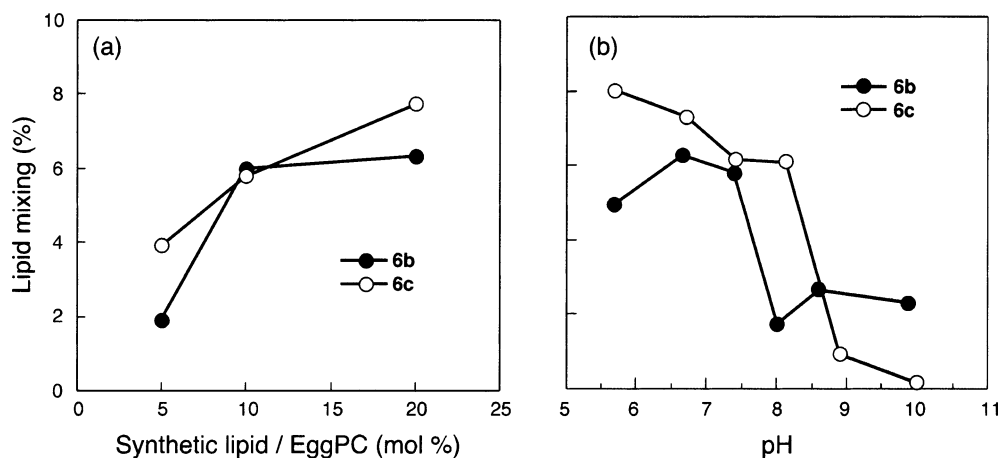 (a)
Lipid mixing (%)
10
8
6
4
2
0
6b
6c
0 5 10 15 20 25
Synthetic lipid / EggPC (mol %)
(b)
6b
6c
5 6 7 8 9 10 11
pH